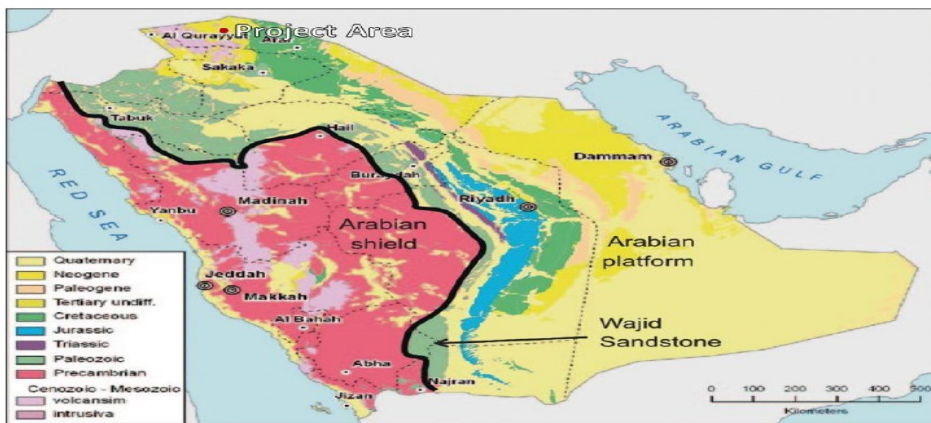 Project Area
Al Qurayyat
Arar
Sakaka
Tabuk
Hail
Buraydah
ARABIAN GULF
Dammam
RED SEA
Madinah
Yanbu
Riyadh
Arabian
shield
Arabian
platform
Jeddah
Makkah
Al Bahah
Wajid
Sandstone
Abha
Najran
Jizan
Quaternary
Neogene
Paleogene
Tertiary undiff.
Cretaceous
Jurassic
Triassic
Paleozoic
Precambrian
Cenozoic - Mesozoic
volcansim
intrusiva
0 100 200 300 400 500
Kilometers